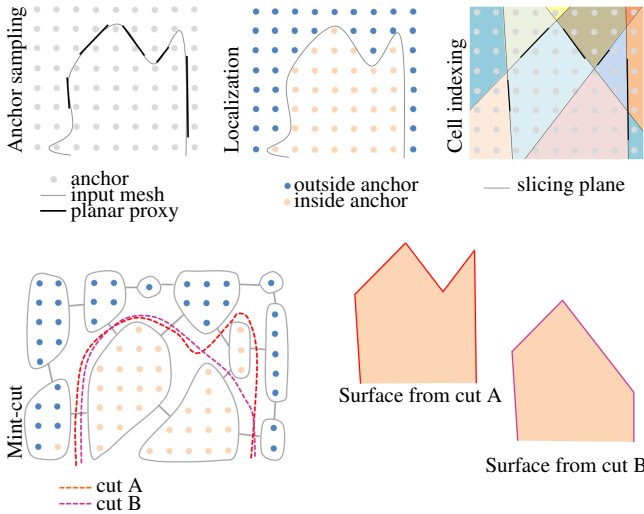 Anchor sampling
Localization
Cell indexing
anchor
input mesh
planar proxy
outside anchor
inside anchor
slicing plane
Mint-cut
cut A
cut B
Surface from cut A
Surface from cut B